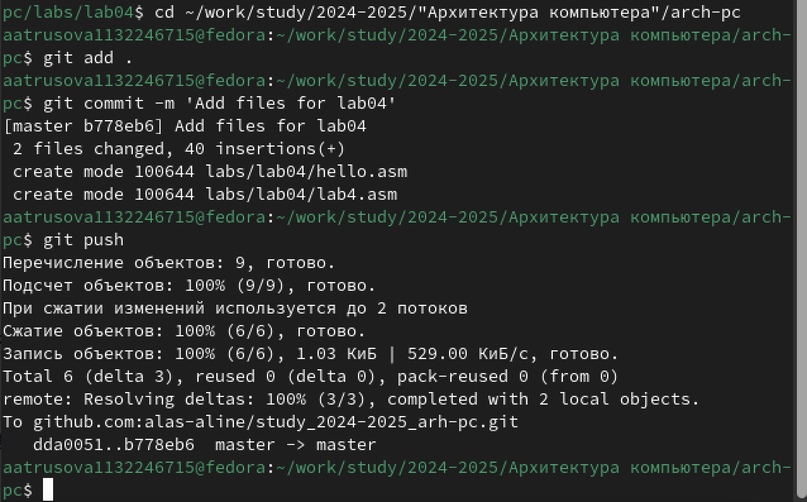 pc/labs/lab04$ cd ~/work/study/2024-2025/"Архитектура компьютера"/arch-pc
aatrusova1132246715@fedora:~/work/study/2024-2025/Архитектура компьютера/arch-
pc$ git add .
aatrusova1132246715@fedora:~/work/study/2024-2025/Архитектура компьютера/arch-
pc$ git commit -m 'Add files for lab04'
[master b778eb6] Add files for lab04
 2 files changed, 40 insertions(+)
 create mode 100644 labs/lab04/hello.asm
 create mode 100644 labs/lab04/lab4.asm
aatrusova1132246715@fedora:~/work/study/2024-2025/Архитектура компьютера/arch-
pc$ git push
Перечисление объектов: 9, готово.
Подсчет объектов: 100% (9/9), готово.
При сжатии изменений используется до 2 потоков
Сжатие объектов: 100% (6/6), готово.
Запись объектов: 100% (6/6), 1.03 КиБ | 529.00 КиБ/с, готово.
Total 6 (delta 3), reused 0 (delta 0), pack-reused 0 (from 0)
remote: Resolving deltas: 100% (3/3), completed with 2 local objects.
To github.com:alas-aline/study_2024-2025_arh-pc.git
   dda0051..b778eb6  master -> master
aatrusova1132246715@fedora:~/work/study/2024-2025/Архитектура компьютера/arch-
pc$